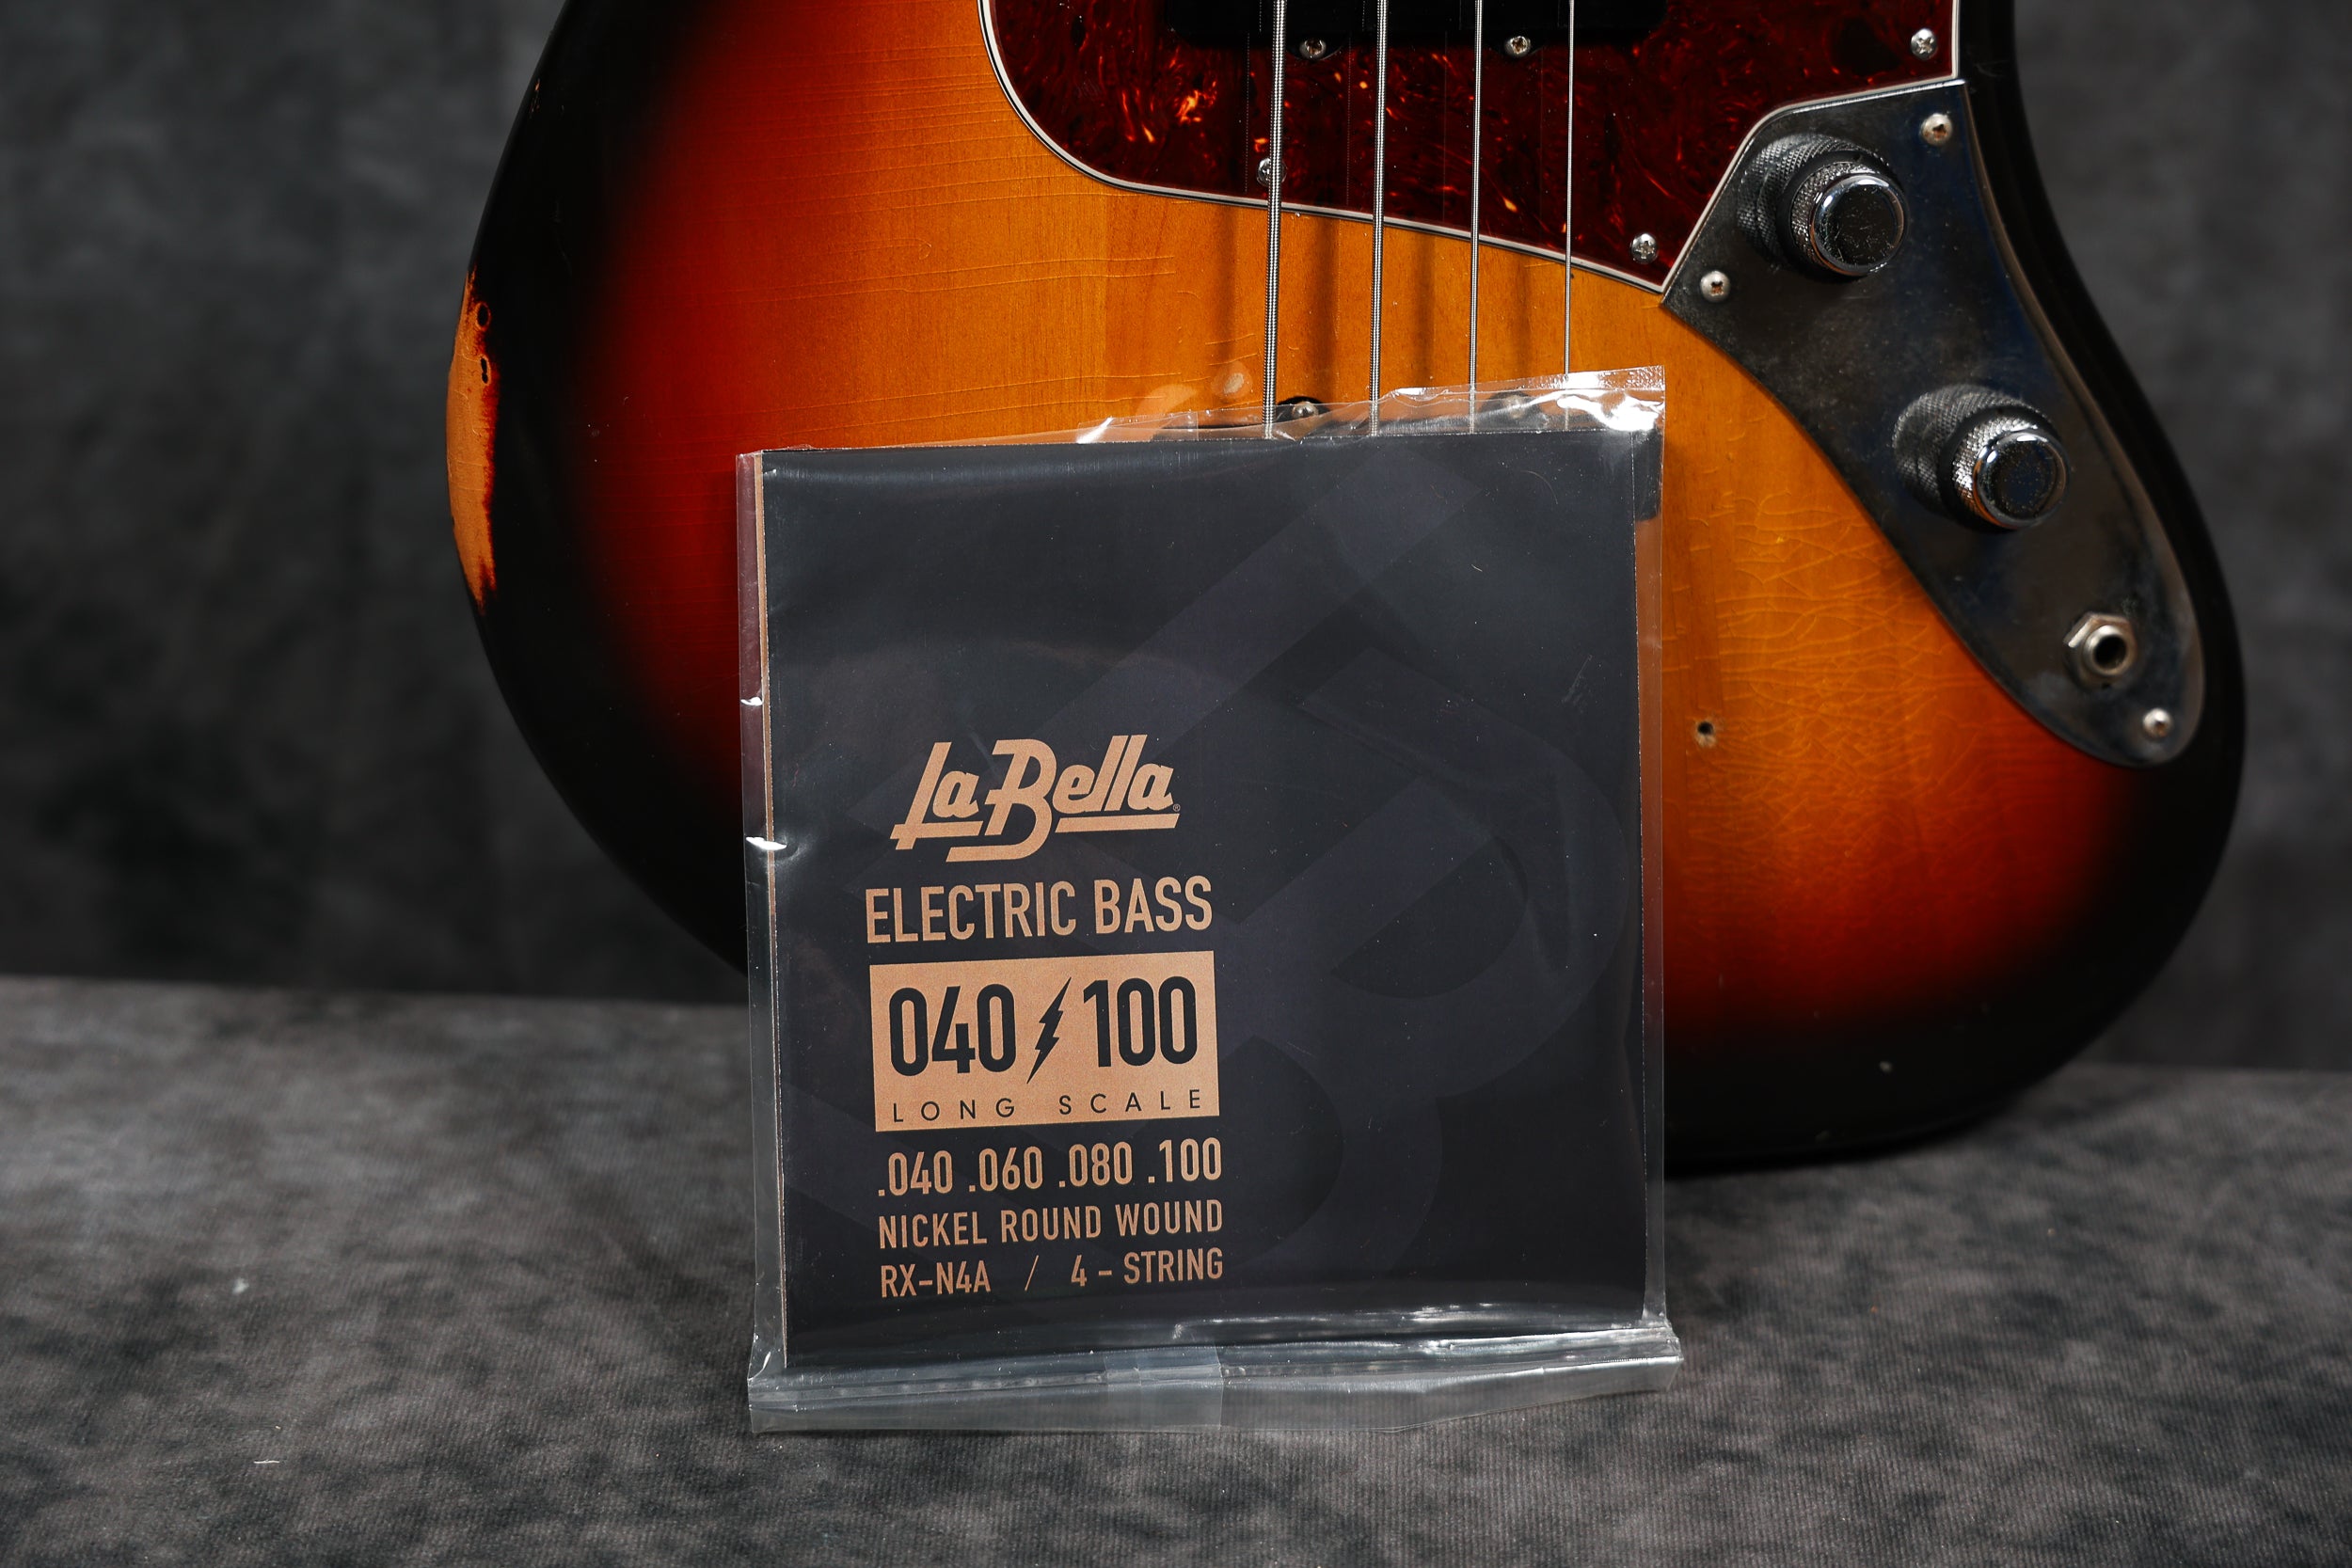 La Bella®
ELECTRIC BASS
040 100
LONG SCALE
.040 .060 .080 .100
NICKEL ROUND WOUND
RX-N4A / 4 - STRING